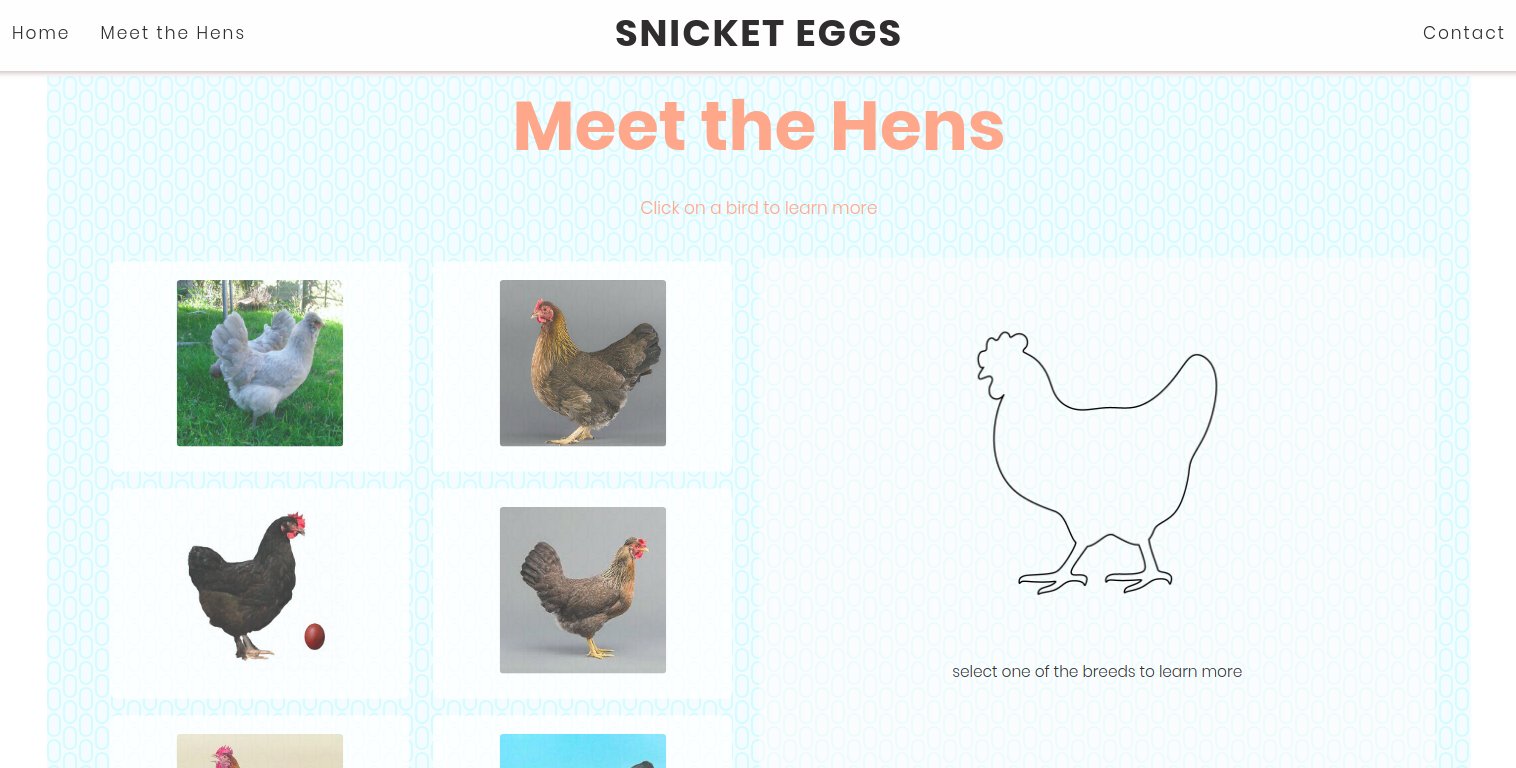 Home
Meet the Hens
SNICKET EGGS
Contact
Meet the Hens
Click on a bird to learn more
select one of the breeds to learn more